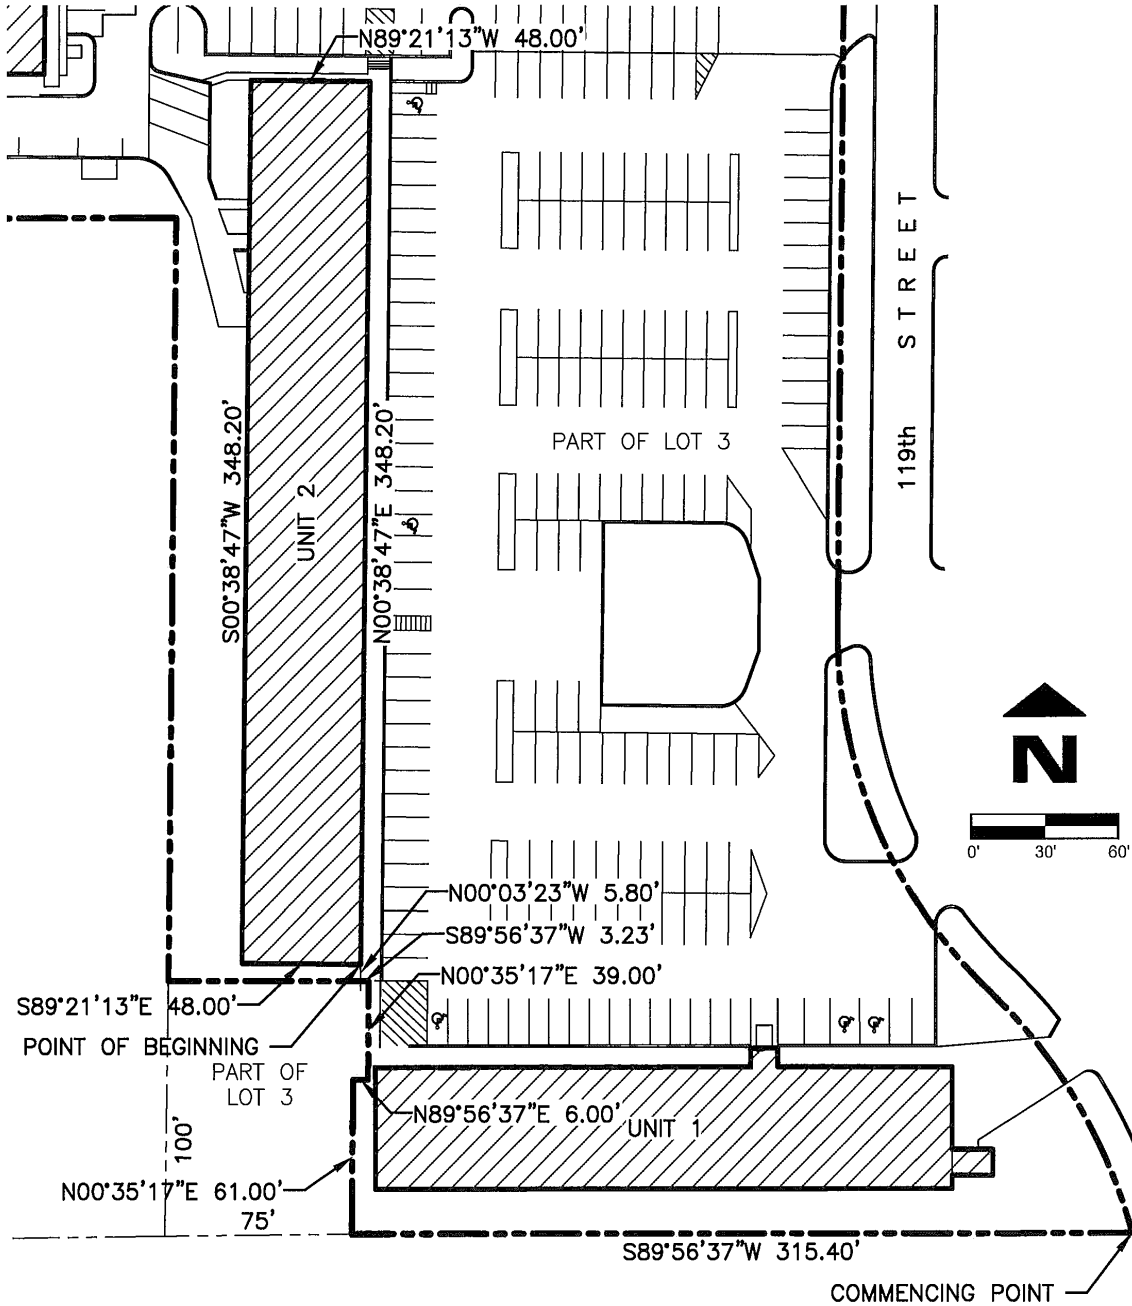 N89°21'13"W 48.00'
119th STREET
PART OF LOT 3
S00°38'47"W 348.20'
UNIT 2
N00°38'47"E 348.20'
N
0' 30' 60'
N00°03'23"W 5.80'
S89°56'37"W 3.23'
N00°35'17"E 39.00'
S89°21'13"E 48.00'
POINT OF BEGINNING
PART OF
LOT 3
N89°56'37"E 6.00'
UNIT 1
100'
N00°35'17"E 61.00'
75'
S89°56'37"W 315.40'
COMMENCING POINT